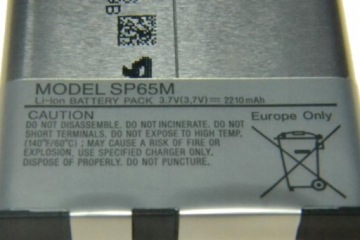 9B
MODEL SP65M
Li-ion BATTERY PACK 3.7V(3,7V)⎓ 2210mAh
CAUTION
DO NOT DISASSEMBLE. DO NOT INCINERATE. DO NOT
SHORT TERMINALS. DO NOT EXPOSE TO HIGH TEMP.
(140°F/60°C) ; MAY CAUSE A RISK OF FIRE OR
EXPLOSION, USE SPECIFIED CHARGER ONLY.
DISPOSE OF PROPERLY. DO NOT PUNCTURE.
Europe Only